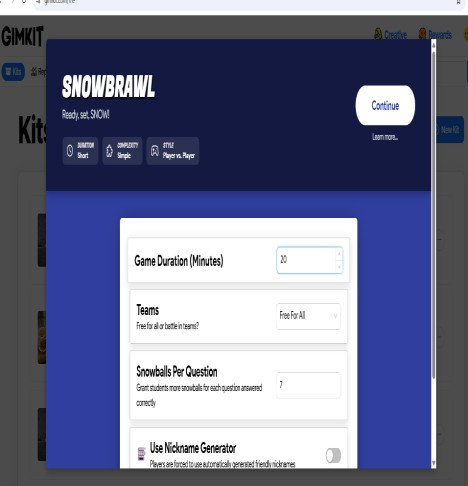 GIMKIT
Creative
Rewards
Kits
SNOWBRAWL
Ready, set, SNOW!
Continue
Learn more...
DURATION
Short
COMPLEXITY
Simple
STYLE
Player vs. Player
Kits
New Kit
Game Duration (Minutes)
20
Teams
Free For All
Free for all or battle in teams?
Snowballs Per Question
Grant students more snowballs for each question answered
correctly
7
Use Nickname Generator
Players are forced to use automatically generated friendly nicknames